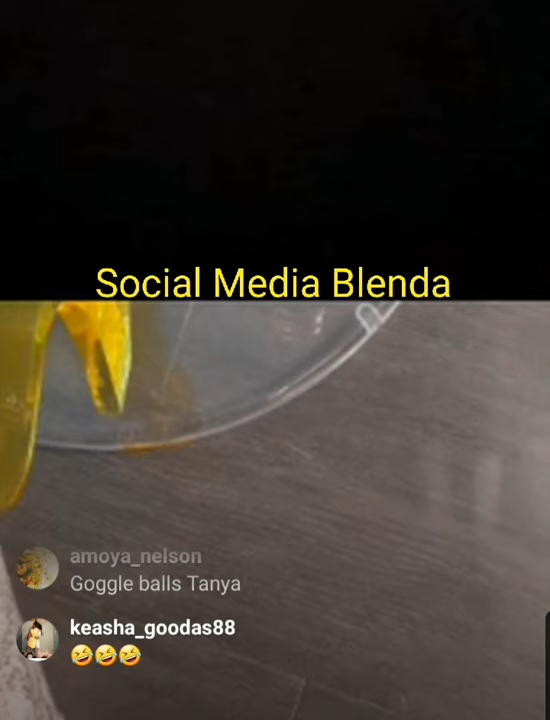 Social Media Blenda
amoya_nelson
Goggle balls Tanya
keasha_goodas88
🤣🤣🤣